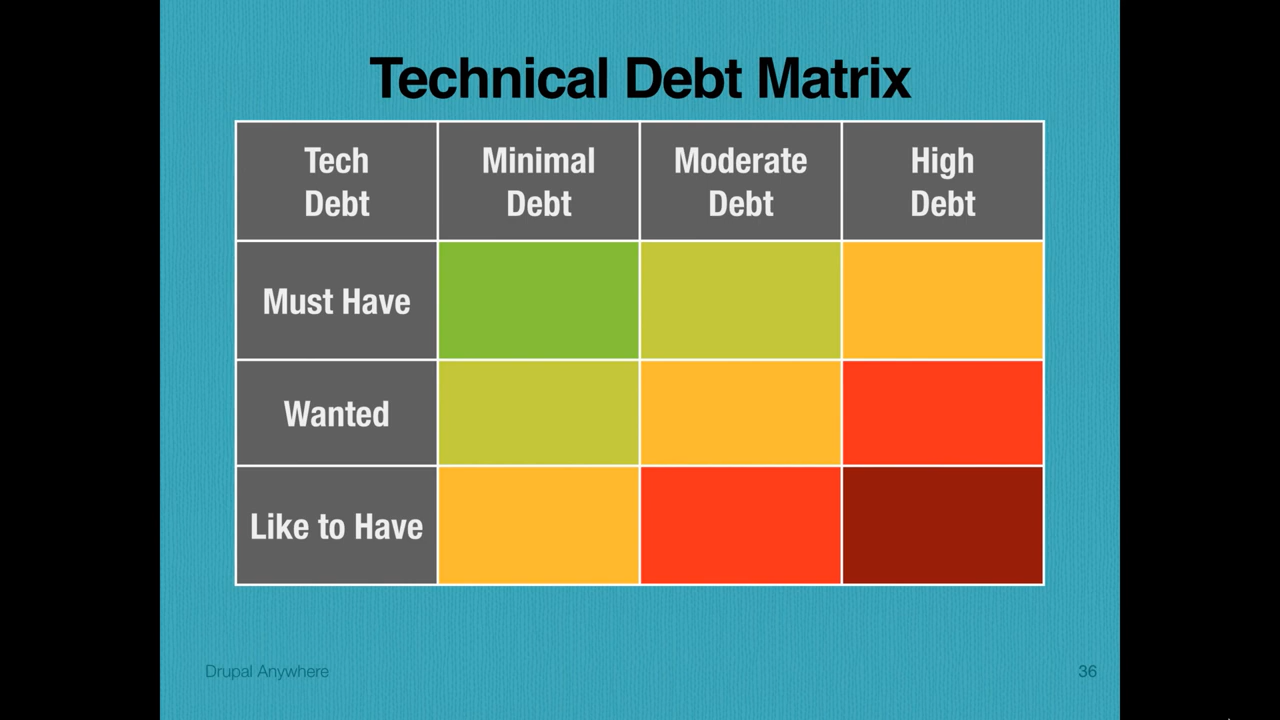 Technical Debt Matrix
Tech
Debt
Minimal
Debt
Moderate
Debt
High
Debt
Must Have
Wanted
Like to Have
Drupal Anywhere
36